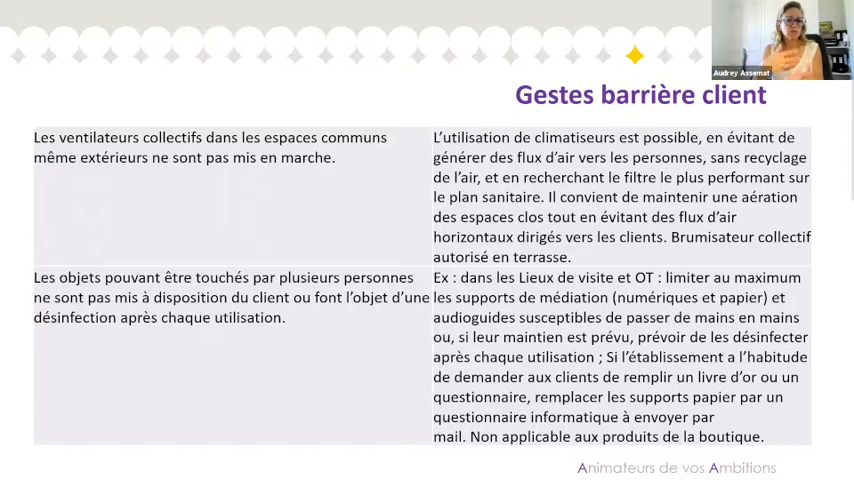 Audrey Assemat
Gestes barrière client
Les ventilateurs collectifs dans les espaces communs
même extérieurs ne sont pas mis en marche.
L’utilisation de climatiseurs est possible, en évitant de
générer des flux d’air vers les personnes, sans recyclage
de l’air, et en recherchant le filtre le plus performant sur
le plan sanitaire. Il convient de maintenir une aération
des espaces clos tout en évitant des flux d’air
horizontaux dirigés vers les clients. Brumisateur collectif
autorisé en terrasse.
Les objets pouvant être touchés par plusieurs personnes
ne sont pas mis à disposition du client ou font l’objet d’une
désinfection après chaque utilisation.
Ex : dans les Lieux de visite et OT : limiter au maximum
les supports de médiation (numériques et papier) et
audioguides susceptibles de passer de mains en mains
ou, si leur maintien est prévu, prévoir de les désinfecter
après chaque utilisation ; Si l’établissement a l’habitude
de demander aux clients de remplir un livre d’or ou un
questionnaire, remplacer les supports papier par un
questionnaire informatique à envoyer par
mail. Non applicable aux produits de la boutique.
Animateurs de vos Ambitions